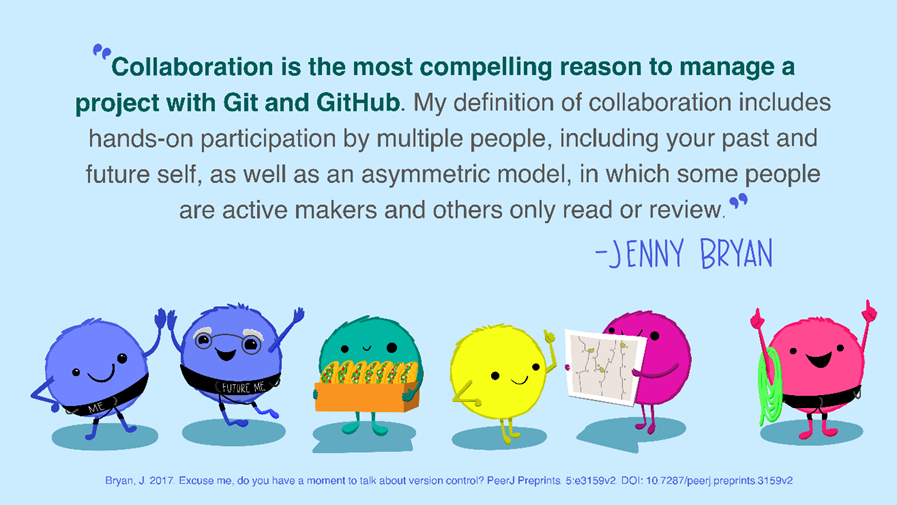 "Collaboration is the most compelling reason to manage a
project with Git and GitHub. My definition of collaboration includes
hands-on participation by multiple people, including your past and
future self, as well as an asymmetric model, in which some people
are active makers and others only read or review."
-JENNY BRYAN
ME
FUTURE ME
Bryan, J. 2017. Excuse me, do you have a moment to talk about version control? PeerJ Preprints. 5:e3159v2. DOI: 10.7287/peerj.preprints.3159v2